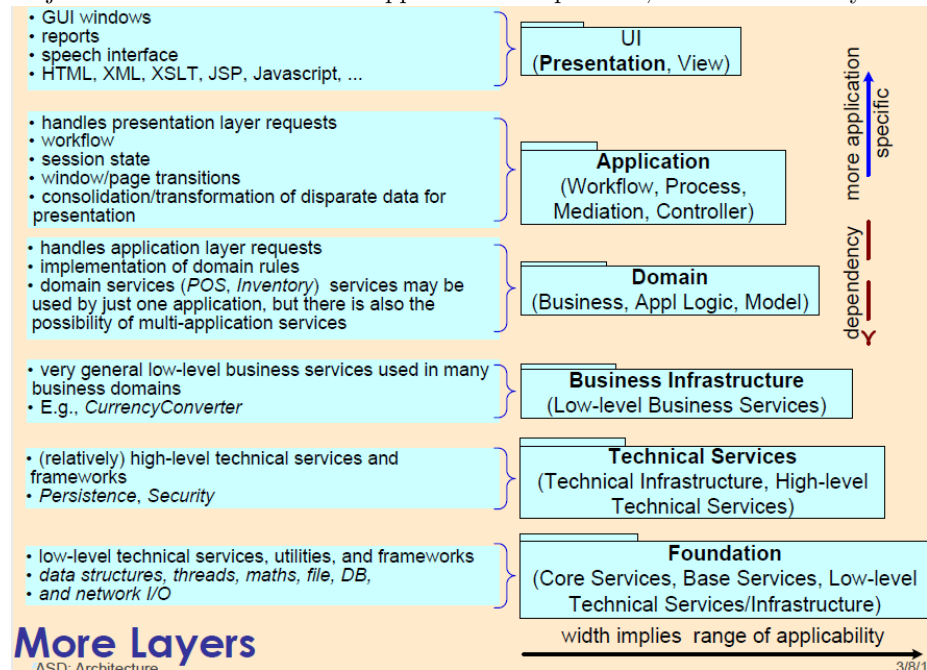 • GUI windows
• reports
• speech interface
• HTML, XML, XSLT, JSP, Javascript, ...
UI
(Presentation, View)
more application
specific
• handles presentation layer requests
• workflow
• session state
• window/page transitions
• consolidation/transformation of disparate data for
presentation
Application
(Workflow, Process,
Mediation, Controller)
• handles application layer requests
• implementation of domain rules
• domain services (POS, Inventory) services may be
used by just one application, but there is also the
possibility of multi-application services
Domain
(Business, Appl Logic, Model)
dependency
• very general low-level business services used in many
business domains
• E.g., CurrencyConverter
Business Infrastructure
(Low-level Business Services)
• (relatively) high-level technical services and
frameworks
• Persistence, Security
Technical Services
(Technical Infrastructure, High-level
Technical Services)
• low-level technical services, utilities, and frameworks
• data structures, threads, maths, file, DB,
• and network I/O
Foundation
(Core Services, Base Services, Low-level
Technical Services/Infrastructure)
More Layers
width implies range of applicability
ASD: Architecture
3/8/1